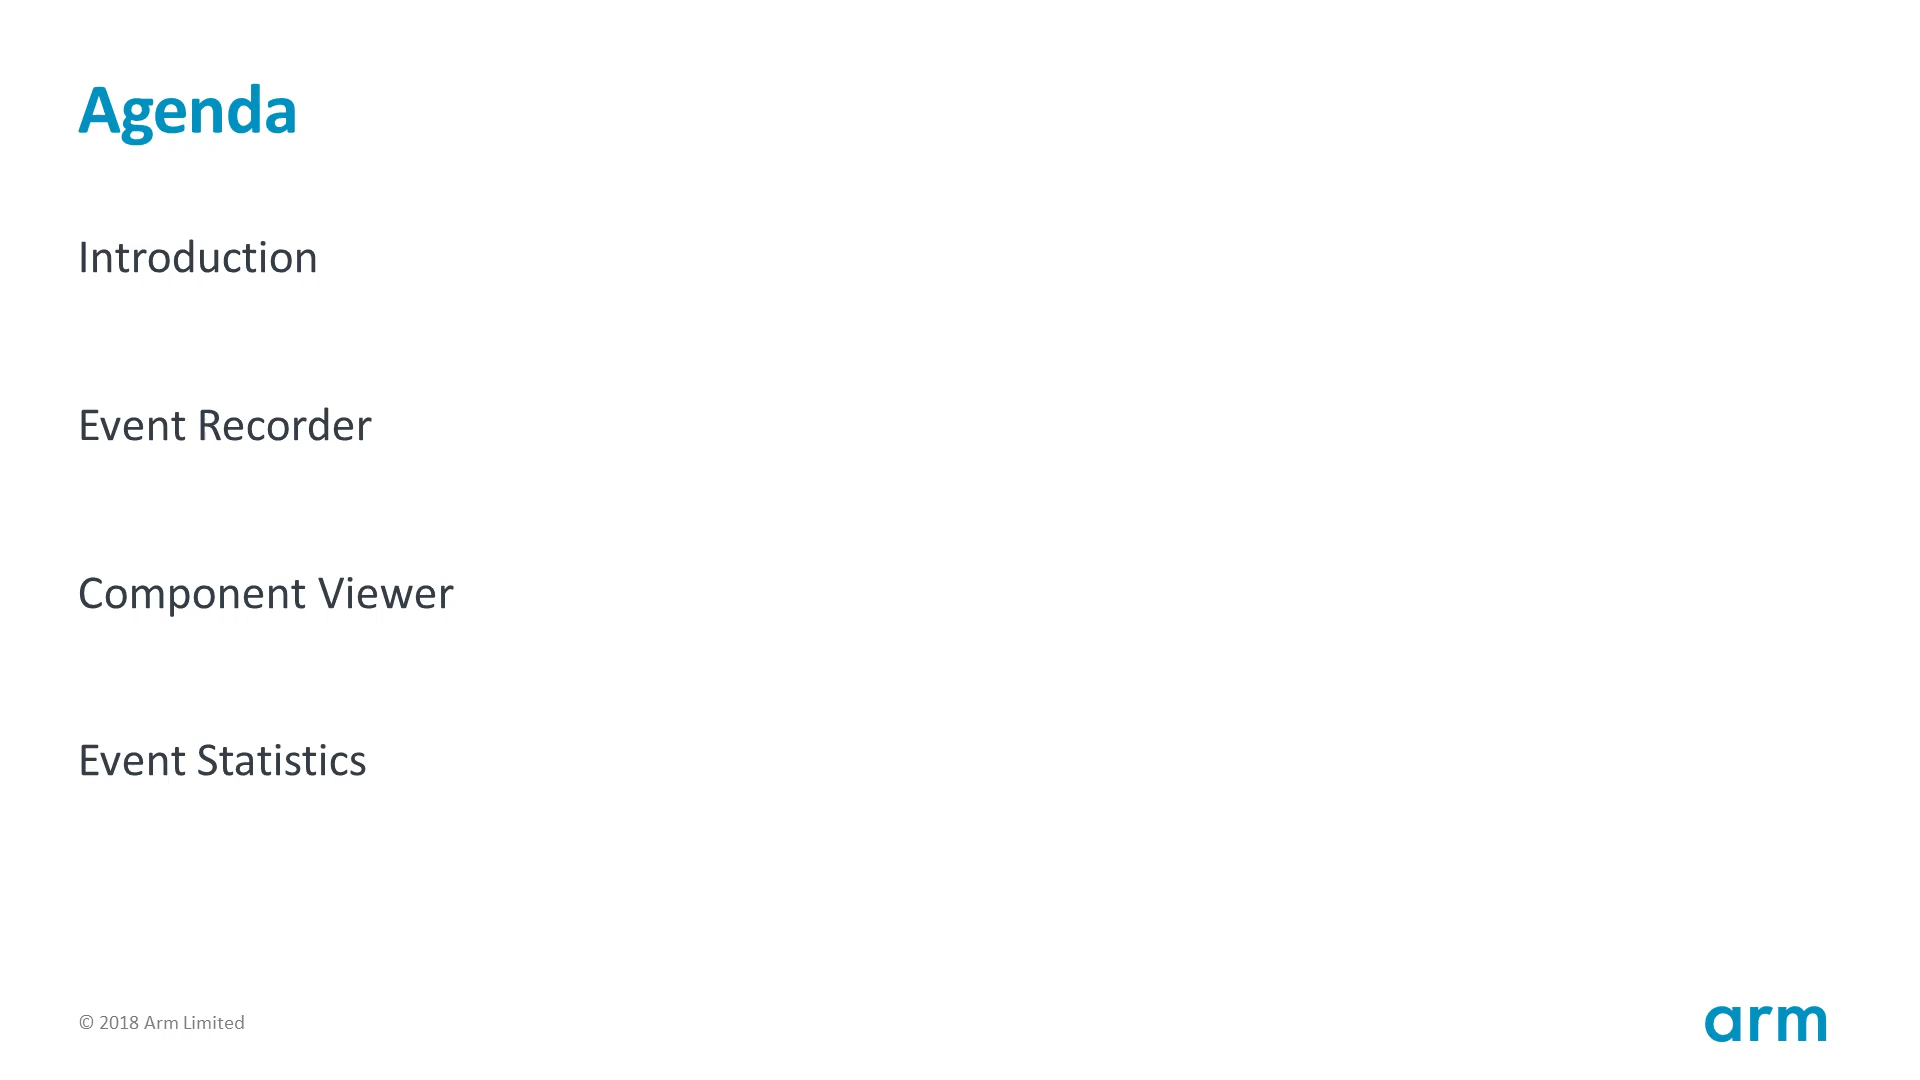 Agenda
Introduction
Event Recorder
Component Viewer
Event Statistics
© 2018 Arm Limited
arm